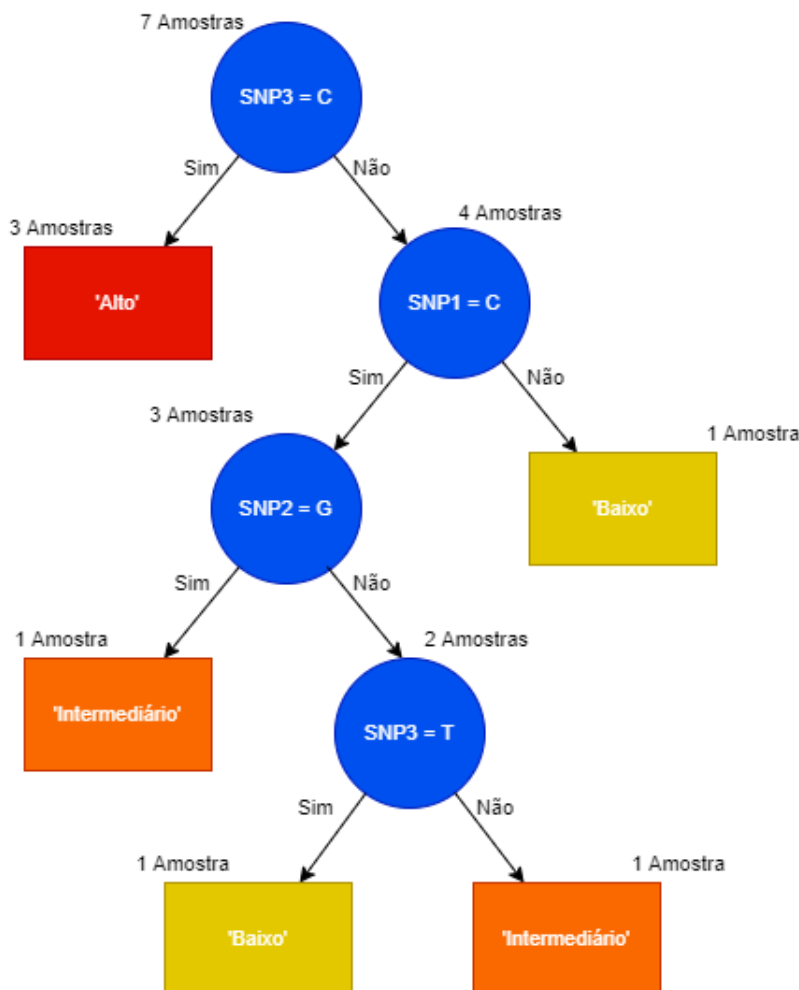 7 Amostras
SNP3 = C
Sim
Não
3 Amostras
'Alto'
4 Amostras
SNP1 = C
Sim
Não
3 Amostras
SNP2 = G
1 Amostra
'Baixo'
Sim
Não
1 Amostra
'Intermediário'
2 Amostras
SNP3 = T
Sim
Não
1 Amostra
'Baixo'
1 Amostra
'Intermediário'